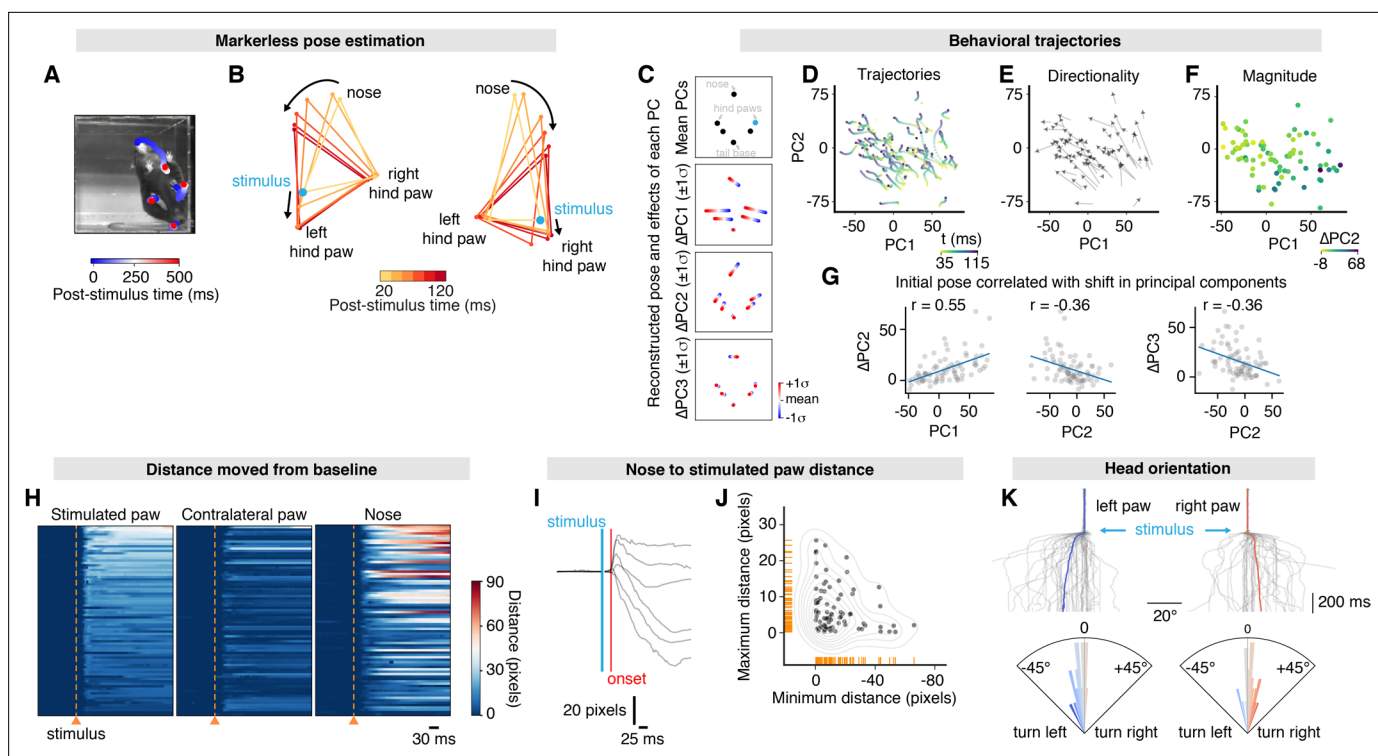 Markerless pose estimation
Behavioral trajectories
A
0 250 500
Post-stimulus time (ms)
B
nose
nose
stimulus
right
hind paw
left
hind paw
stimulus
left
hind paw
right
hind paw
20 120
Post-stimulus time (ms)
C
Reconstructed pose and effects of each PC
Mean PCs
nose
hind paws
tail base
ΔPC1 (±1σ)
ΔPC2 (±1σ)
ΔPC3 (±1σ)
+1σ
mean
-1σ
D
Trajectories
75
0
-75
PC2
-50 0 50
PC1
t (ms)
35 115
E
Directionality
75
0
-75
-50 0 50
PC1
F
Magnitude
75
0
-75
-50 0 50
PC1
ΔPC2
-8 68
G
Initial pose correlated with shift in principal components
r = 0.55
r = -0.36
r = -0.36
ΔPC2
50
0
-50 0 50
PC1
-50 0 50
PC2
ΔPC3
50
0
-50 0 50
PC2
Distance moved from baseline
Nose to stimulated paw distance
Head orientation
H
Stimulated paw
Contralateral paw
Nose
stimulus
30 ms
90
60
30
0
Distance (pixels)
I
stimulus
onset
20 pixels
25 ms
J
Maximum distance (pixels)
30
20
10
0
0 -40 -80
Minimum distance (pixels)
K
left paw
right paw
stimulus
20°
200 ms
0
-45°
+45°
turn left
turn right
0
-45°
+45°
turn left
turn right